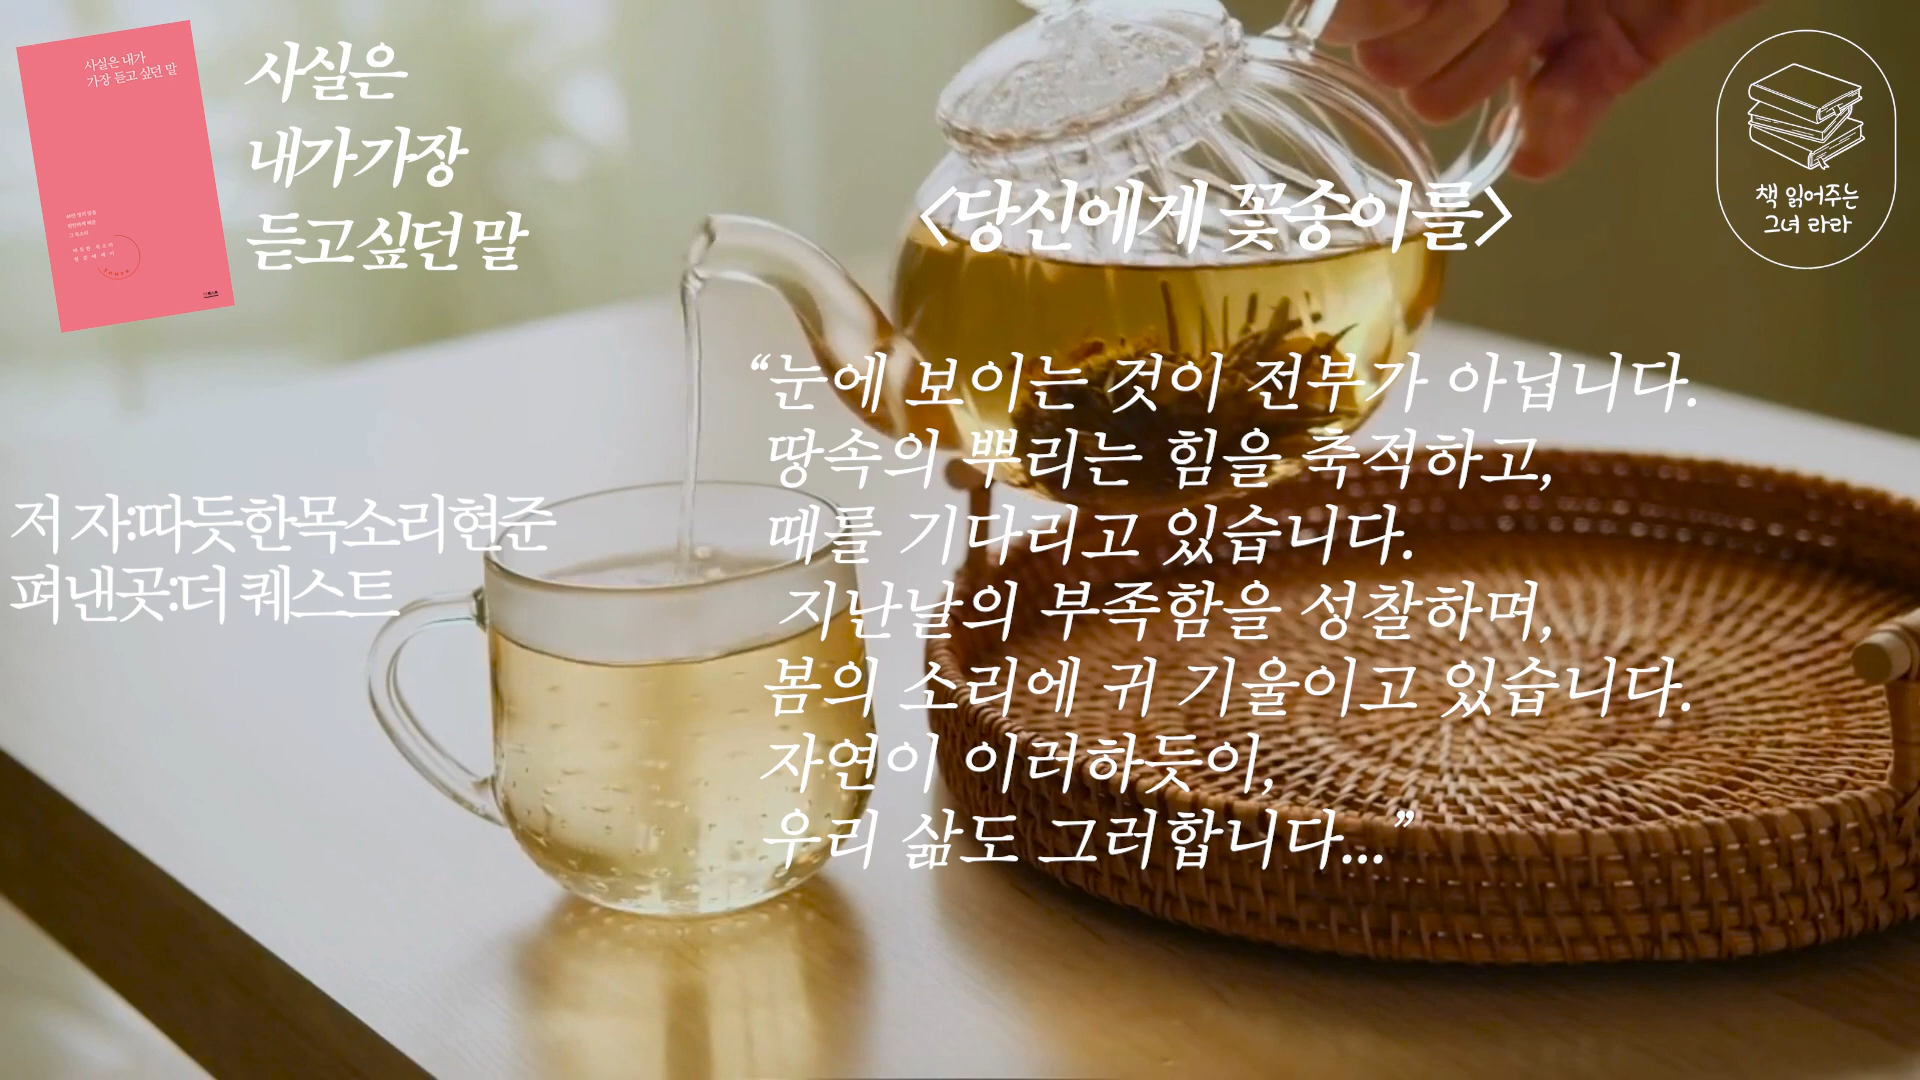 사실은 내가
가장 듣고 싶던 말
사실은
내가 가장
듣고 싶던 말
<당신에게 꽃송이를>
책 읽어주는
그녀 라라
“눈에 보이는 것이 전부가 아닙니다.
땅속의 뿌리는 힘을 축적하고,
때를 기다리고 있습니다.
지난날의 부족함을 성찰하며,
봄의 소리에 귀 기울이고 있습니다.
자연이 이러하듯이,
우리 삶도 그러합니다...”
저 자:따듯한목소리현준
펴낸곳:더 퀘스트